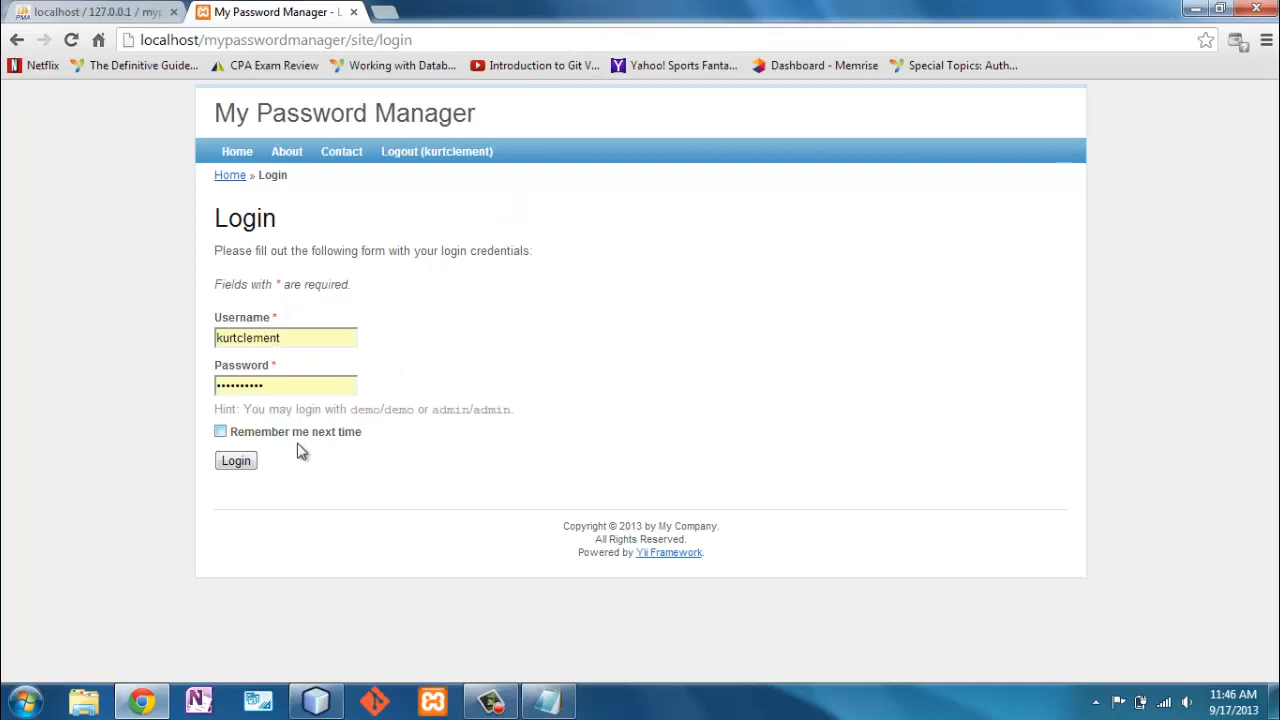 localhost / 127.0.0.1 / myp
My Password Manager - L
localhost/mypasswordmanager/site/login
Netflix
The Definitive Guide...
CPA Exam Review
Working with Datab...
Introduction to Git V...
Yahoo! Sports Fanta...
Dashboard - Memrise
Special Topics: Auth...
My Password Manager
Home About Contact Logout (kurtclement)
Home » Login
Login
Please fill out the following form with your login credentials:
Fields with * are required.
Username *
kurtclement
Password *
••••••••••
Hint: You may login with demo/demo or admin/admin.
Remember me next time
Login
Copyright © 2013 by My Company.
All Rights Reserved.
Powered by Yii Framework.
11:46 AM
9/17/2013